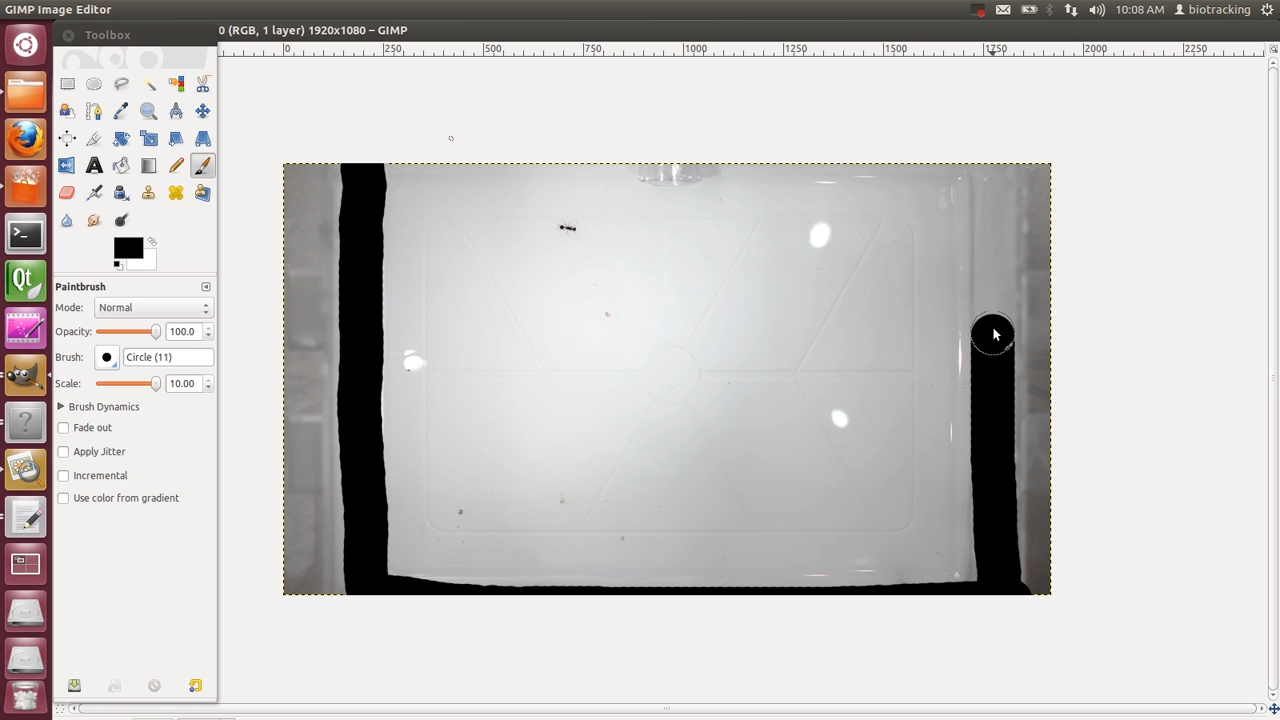 GIMP Image Editor
10:08 AM
biotracking
Toolbox
0 (RGB, 1 layer) 1920x1080 – GIMP
0
250
500
750
1000
1250
1500
1750
2000
2250
Paintbrush
Mode:
Normal
Opacity:
100.0
Brush:
Circle (11)
Scale:
10.00
Brush Dynamics
Fade out
Apply Jitter
Incremental
Use color from gradient
Qt